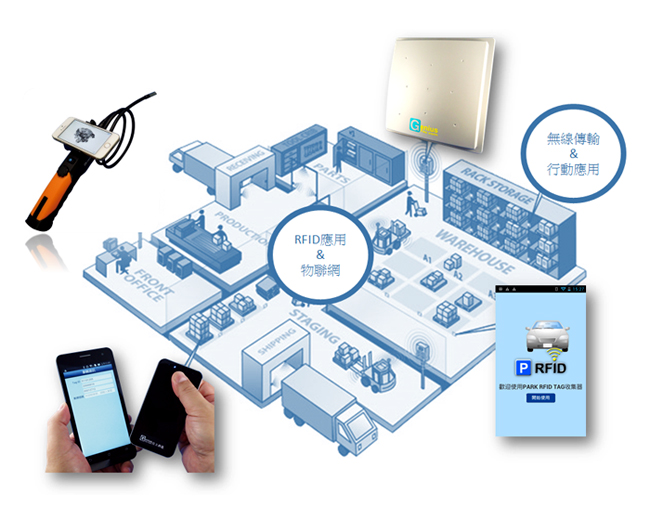 無線傳輸
&
行動應用
RECEIVING
PARTS
RACK STORAGE
PRODUCTION
RFID應用
&
物聯網
WAREHOUSE
A1
A2
FRONT
OFFICE
STAGING
SHIPPING
P RFID
歡迎使用PARK RFID TAG收集器
開始使用